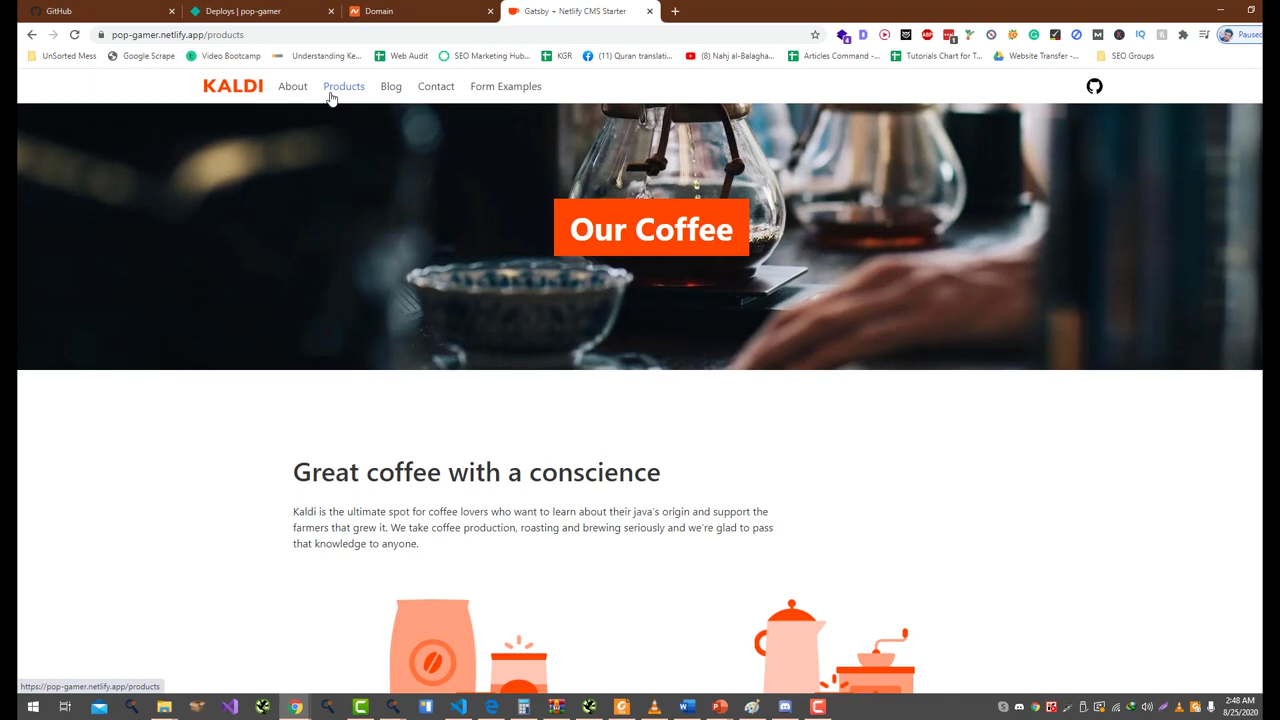 GitHub
Deploys | pop-gamer
Domain
Gatsby + Netlify CMS Starter
pop-gamer.netlify.app/products
Paused
UnSorted Mess
Google Scrape
Video Bootcamp
Understanding Ke...
Web Audit
SEO Marketing Hub...
KGR
(11) Quran translati...
(8) Nahj al-Balagha...
Articles Command -...
Tutorials Chart for T...
Website Transfer -...
SEO Groups
KALDI
About
Products
Blog
Contact
Form Examples
Our Coffee
Great coffee with a conscience
Kaldi is the ultimate spot for coffee lovers who want to learn about their java's origin and support the
farmers that grew it. We take coffee production, roasting and brewing seriously and we're glad to pass
that knowledge to anyone.
https://pop-gamer.netlify.app/products
2:48 AM
8/25/2020